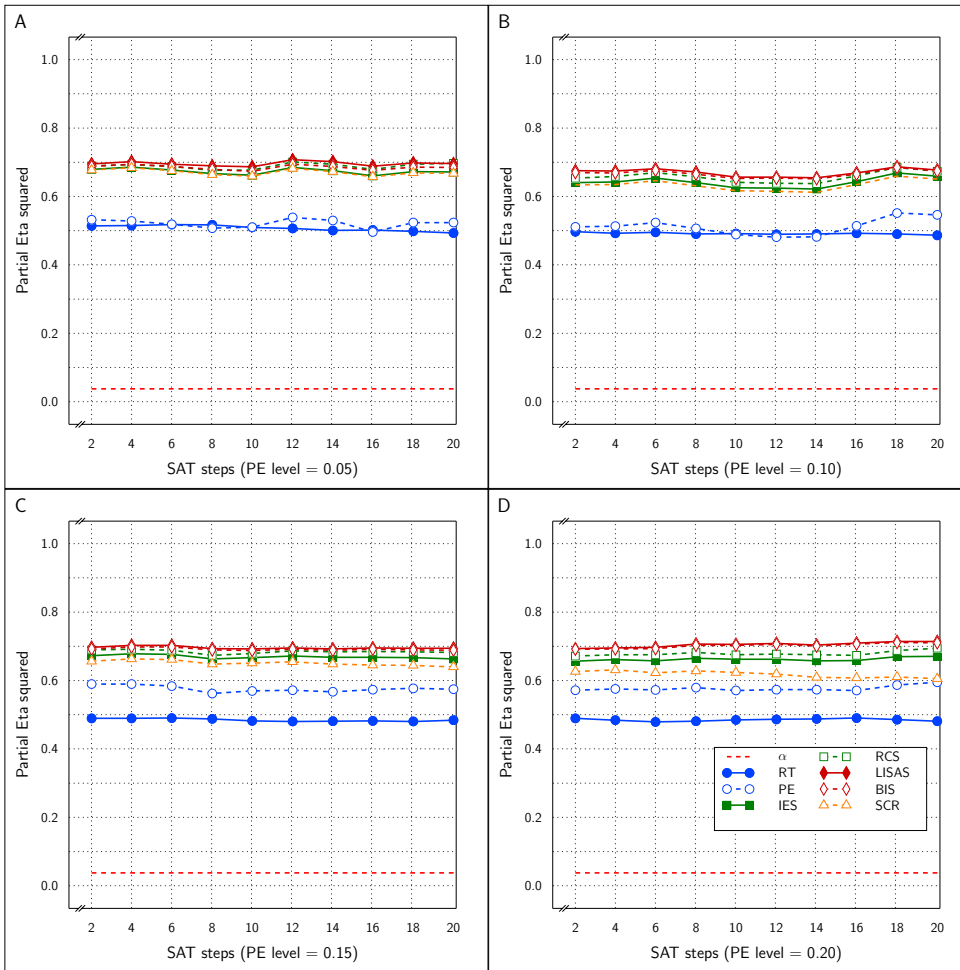 A
Partial Eta squared
1.0
0.8
0.6
0.4
0.2
0.0
2 4 6 8 10 12 14 16 18 20
SAT steps (PE level = 0.05)
B
Partial Eta squared
1.0
0.8
0.6
0.4
0.2
0.0
2 4 6 8 10 12 14 16 18 20
SAT steps (PE level = 0.10)
C
Partial Eta squared
1.0
0.8
0.6
0.4
0.2
0.0
2 4 6 8 10 12 14 16 18 20
SAT steps (PE level = 0.15)
D
Partial Eta squared
1.0
0.8
0.6
0.4
0.2
0.0
α RCS
RT LISAS
PE BIS
IES SCR
2 4 6 8 10 12 14 16 18 20
SAT steps (PE level = 0.20)